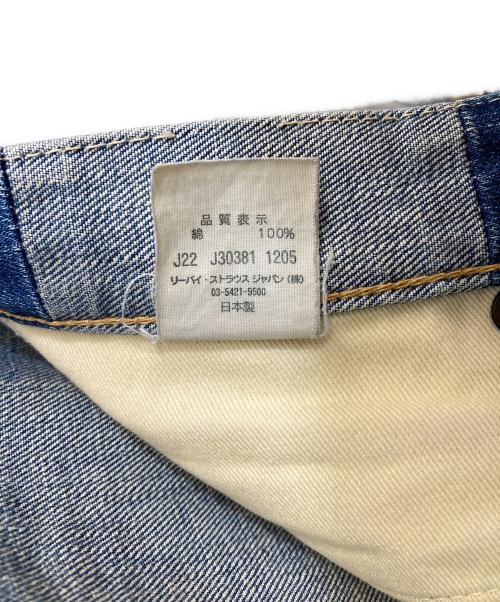 品質表示
綿 100%
J22 J30381 1205
リーバイ・ストラウス ジャパン(株)
03-5421-9500
日本製